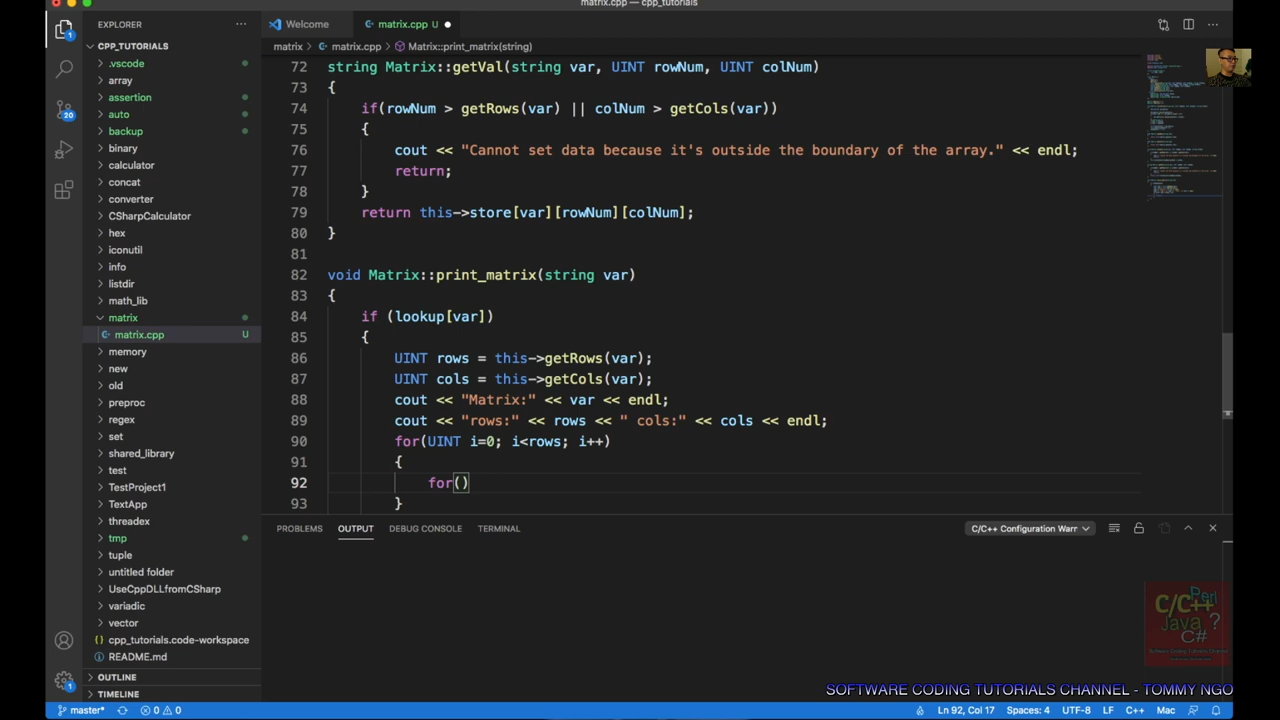 matrix.cpp — cpp_tutorials
EXPLORER
Welcome
matrix.cpp U
CPP_TUTORIALS
matrix > matrix.cpp > Matrix::print_matrix(string)
.vscode
array
assertion
auto
backup
binary
calculator
concat
converter
CSharpCalculator
hex
iconutil
info
listdir
math_lib
matrix
matrix.cpp U
memory
new
old
preproc
regex
set
shared_library
test
TestProject1
TextApp
threadex
tmp
tuple
untitled folder
UseCppDLLfromCSharp
variadic
vector
cpp_tutorials.code-workspace
README.md
OUTLINE
TIMELINE
1
20
1
72 string Matrix::getVal(string var, UINT rowNum, UINT colNum)
73 {
74 if(rowNum > getRows(var) || colNum > getCols(var))
75 {
76 cout << "Cannot set data because it's outside the boundary of the array." << endl;
77 return;
78 }
79 return this->store[var][rowNum][colNum];
80 }
81
82 void Matrix::print_matrix(string var)
83 {
84 if (lookup[var])
85 {
86 UINT rows = this->getRows(var);
87 UINT cols = this->getCols(var);
88 cout << "Matrix:" << var << endl;
89 cout << "rows:" << rows << " cols:" << cols << endl;
90 for(UINT i=0; i<rows; i++)
91 {
92 for()
93 }
PROBLEMS OUTPUT DEBUG CONSOLE TERMINAL
C/C++ Configuration Warr
C/C++
Perl
Java ?
C#
SOFTWARE CODING TUTORIALS CHANNEL - TOMMY NGO
master* 0 0 Ln 92, Col 17 Spaces: 4 UTF-8 LF C++ Mac